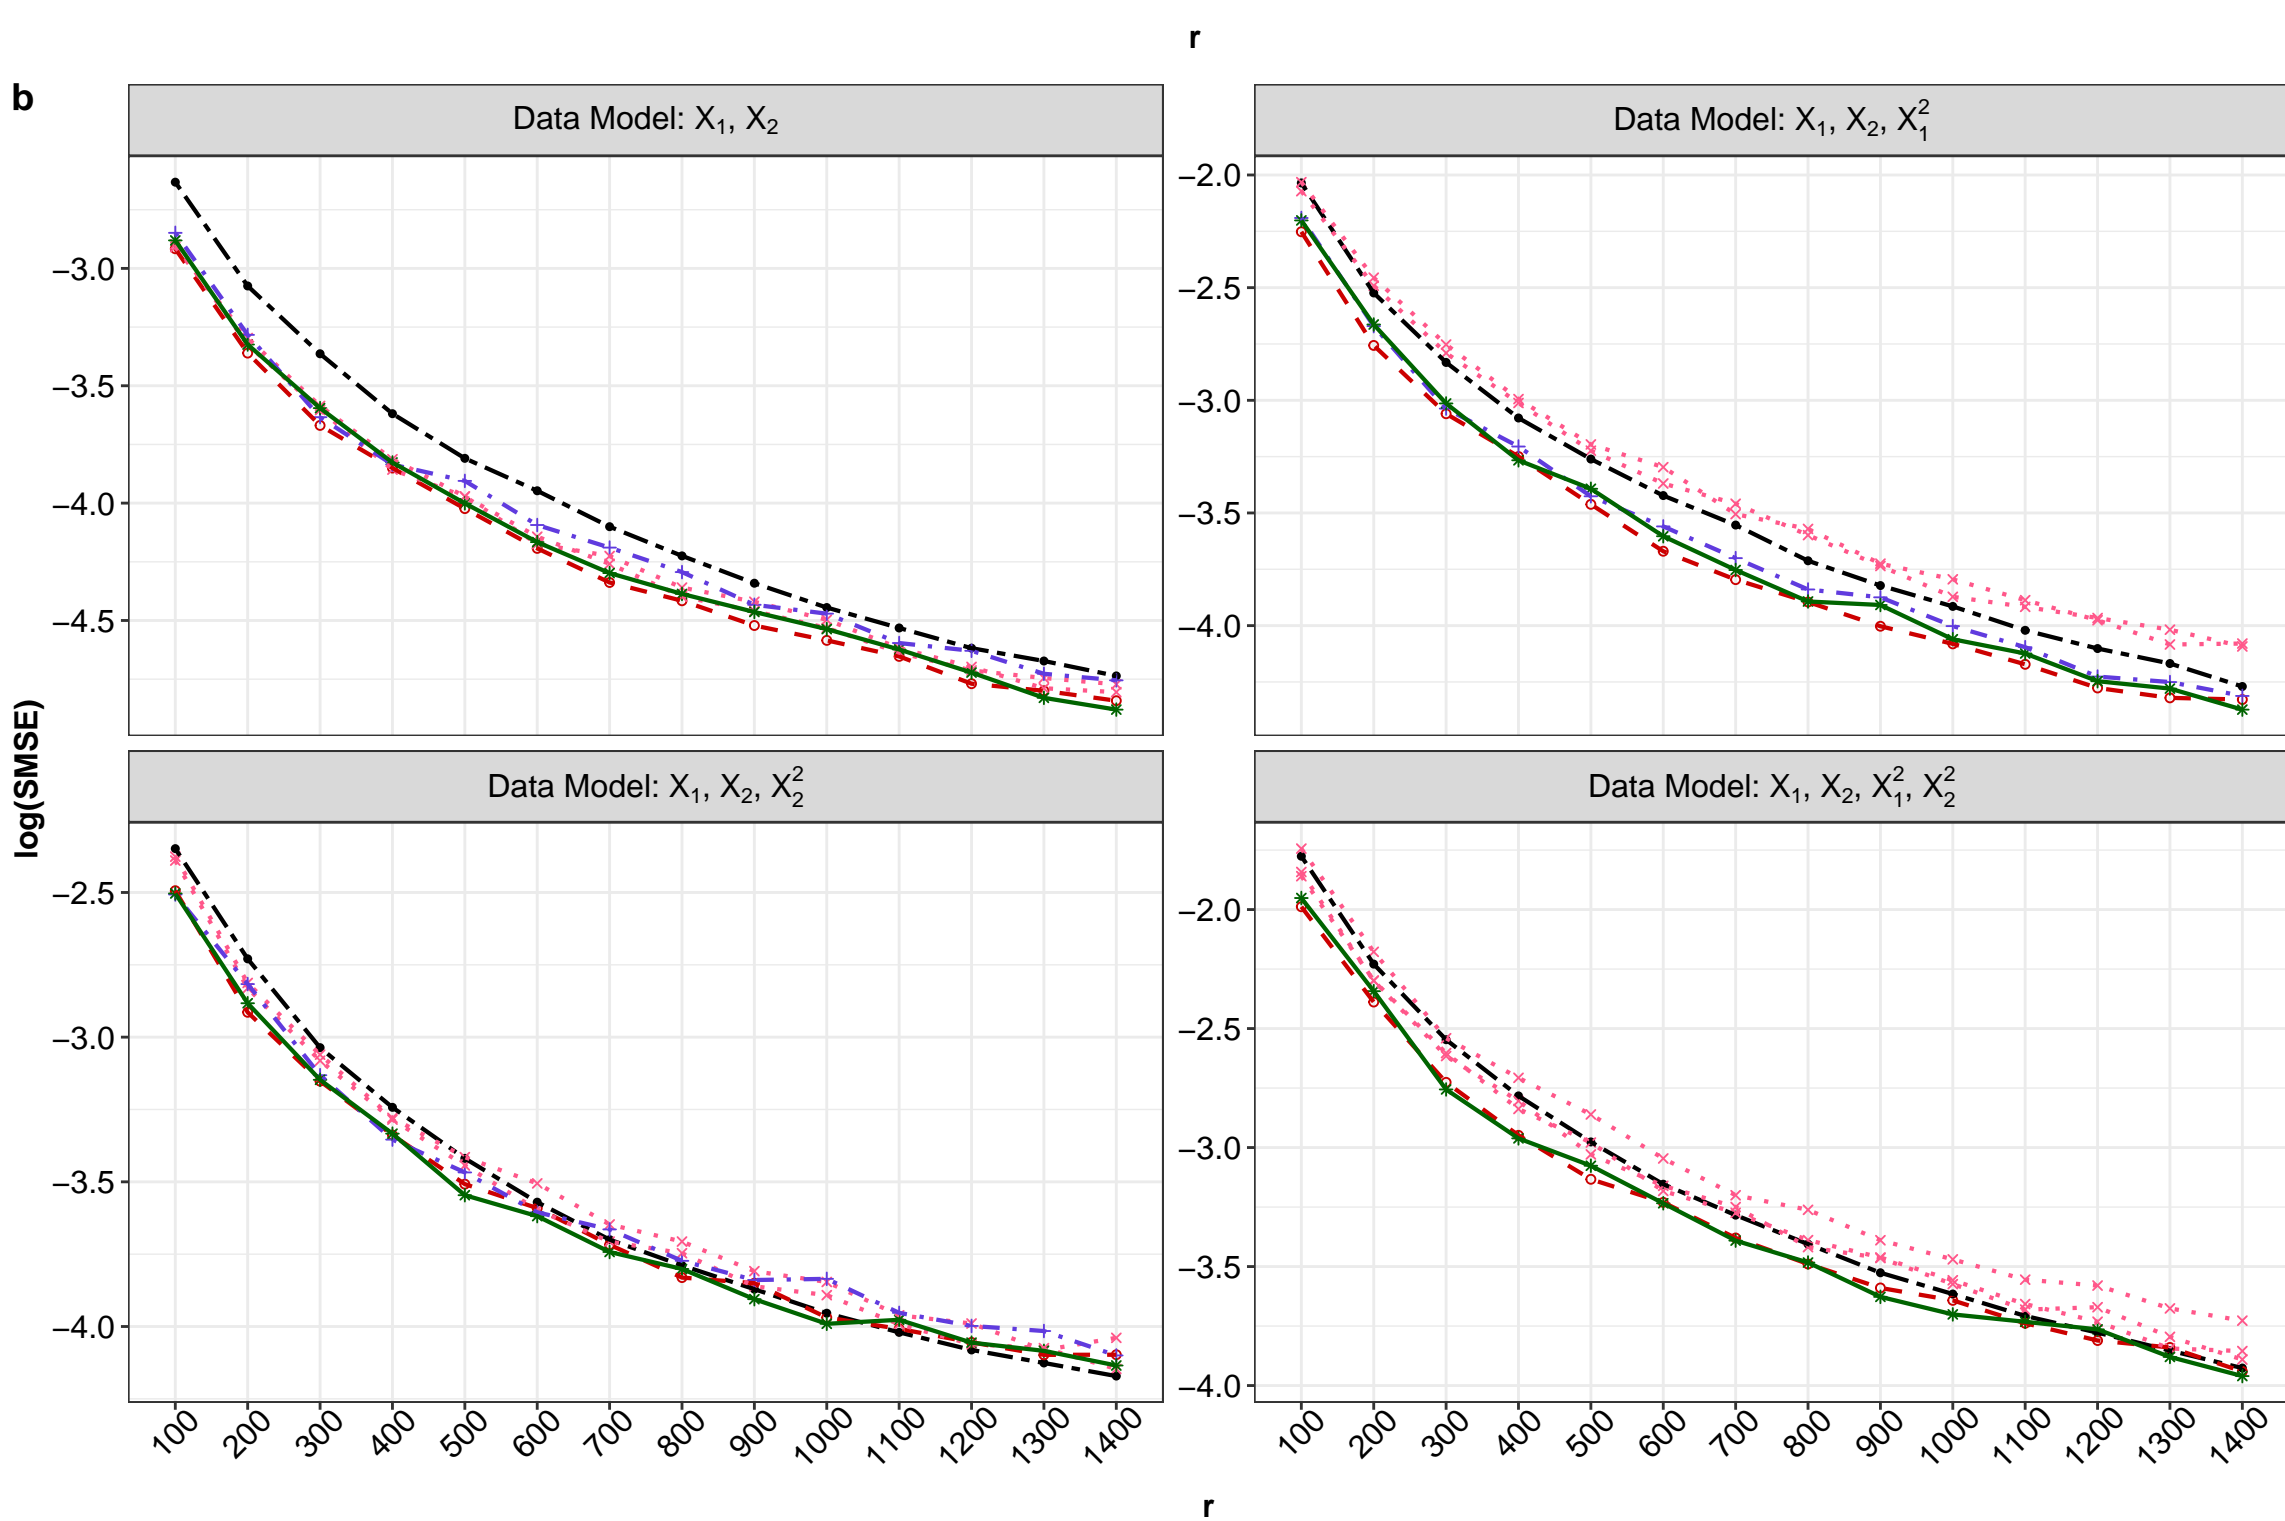 r
b
Data Model: X₁, X₂
Data Model: X₁, X₂, X₁²
−3.0
−3.5
−4.0
−4.5
−2.0
−2.5
−3.0
−3.5
−4.0
log(SMSE)
Data Model: X₁, X₂, X₂²
Data Model: X₁, X₂, X₁², X₂²
−2.5
−3.0
−3.5
−4.0
−2.0
−2.5
−3.0
−3.5
−4.0
100 200 300 400 500 600 700 800 900 1000 1100 1200 1300 1400
100 200 300 400 500 600 700 800 900 1000 1100 1200 1300 1400
r